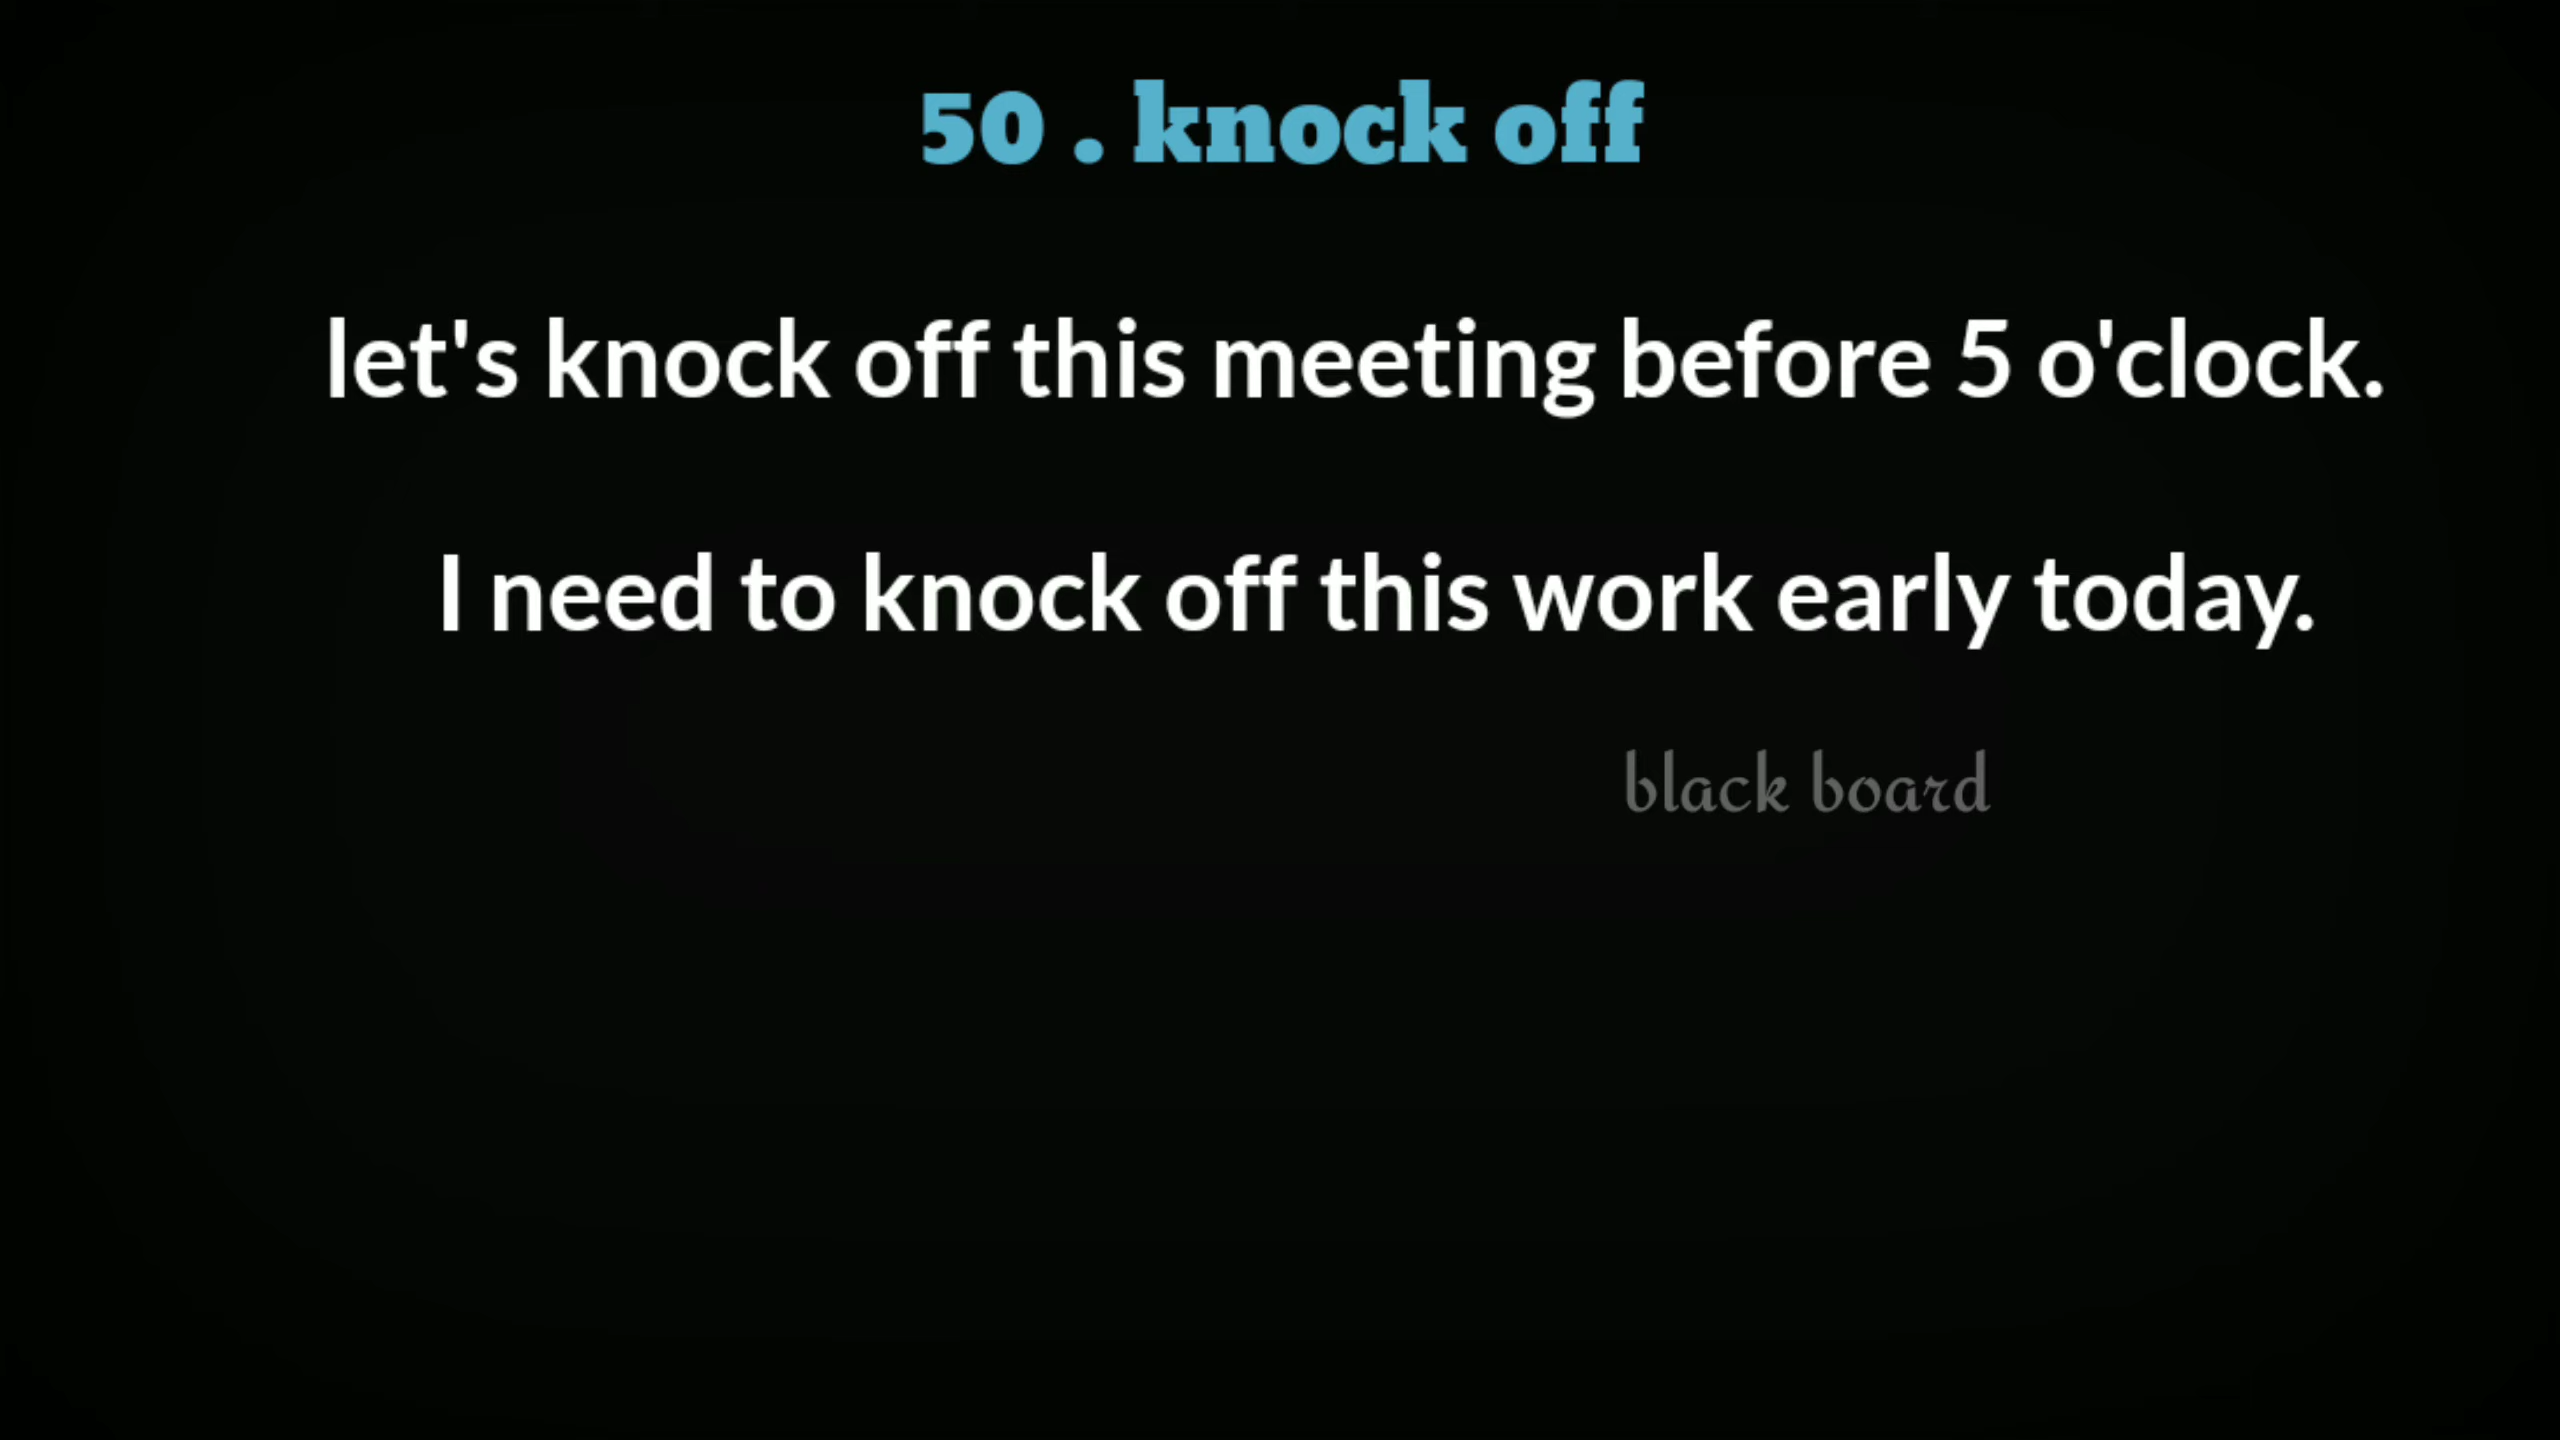 50 . knock off
let's knock off this meeting before 5 o'clock.
I need to knock off this work early today.
black board